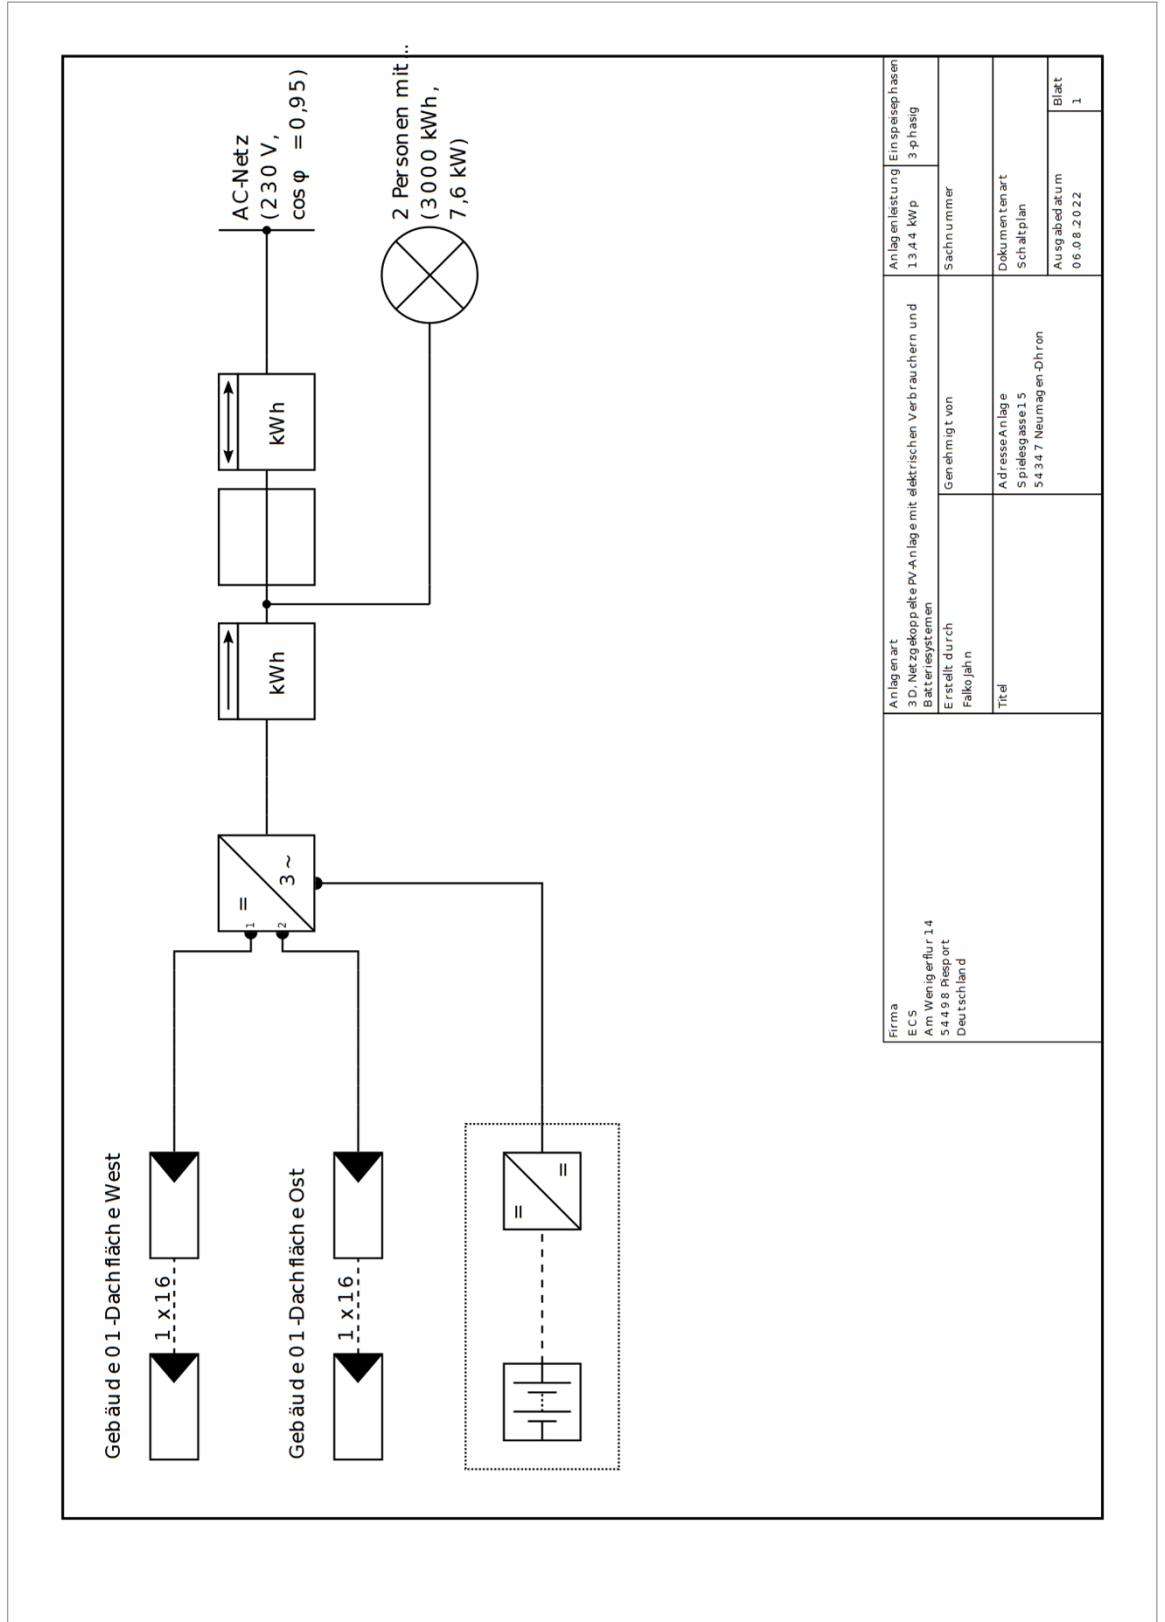 Gebäude 01-Dachfläche West
1 x 16
Gebäude 01-Dachfläche Ost
1 x 16
=
=
=
1
2
3 ~
kWh
kWh
AC-Netz
(230 V,
cos φ = 0,95)
2 Personen mit ...
(3000 kWh,
7,6 kW)
Firma
ECS
Am Wenigerflur 14
54498 Piesport
Deutschland
Anlagenart
3D, Netzgekoppelte PV-Anlage mit elektrischen Verbrauchern und
Batteriesystemen
Anlagenleistung
13,44 kWp
Einspeisephasen
3-phasig
Erstellt durch
Falko Jahn
Genehmigt von
Sachnummer
Titel
Adresse Anlage
Spielesgasse 15
54347 Neumagen-Dhron
Dokumentenart
Schaltplan
Ausgabedatum
06.08.2022
Blatt
1